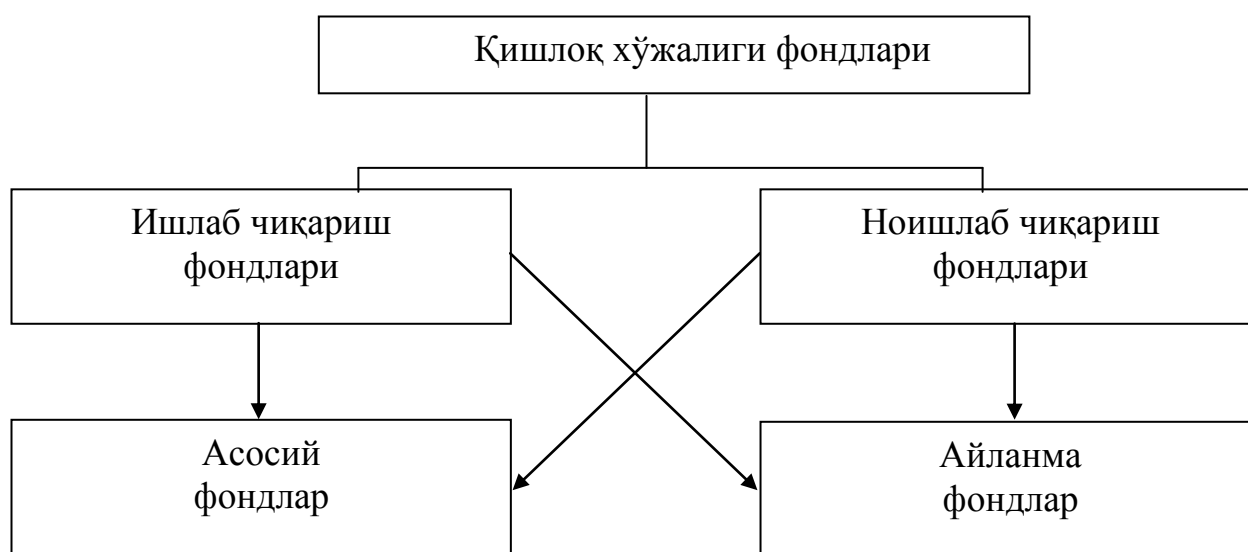 Қишлоқ хўжалиги фондлари
Ишлаб чиқариш
фондлари
Ноишлаб чиқариш
фондлари
Асосий
фондлар
Айланма
фондлар